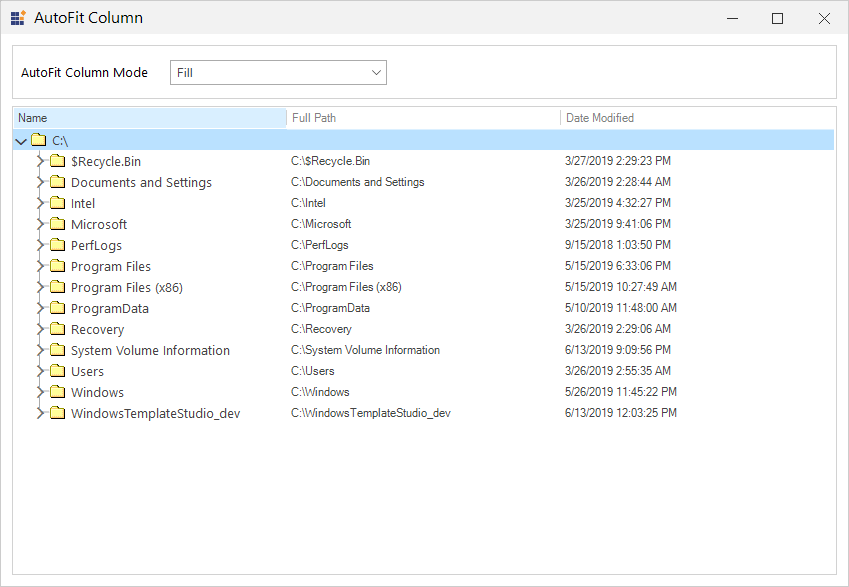 AutoFit Column
AutoFit Column Mode Fill
Name Full Path Date Modified
C:\
$Recycle.Bin C:\$Recycle.Bin 3/27/2019 2:29:23 PM
Documents and Settings C:\Documents and Settings 3/26/2019 2:28:44 AM
Intel C:\Intel 3/25/2019 4:32:27 PM
Microsoft C:\Microsoft 3/25/2019 9:41:06 PM
PerfLogs C:\PerfLogs 9/15/2018 1:03:50 PM
Program Files C:\Program Files 5/15/2019 6:33:06 PM
Program Files (x86) C:\Program Files (x86) 5/15/2019 10:27:49 AM
ProgramData C:\ProgramData 5/10/2019 11:48:00 AM
Recovery C:\Recovery 3/26/2019 2:29:06 AM
System Volume Information C:\System Volume Information 6/13/2019 9:09:56 PM
Users C:\Users 3/26/2019 2:55:35 AM
Windows C:\Windows 5/26/2019 11:45:22 PM
WindowsTemplateStudio_dev C:\WindowsTemplateStudio_dev 6/13/2019 12:03:25 PM